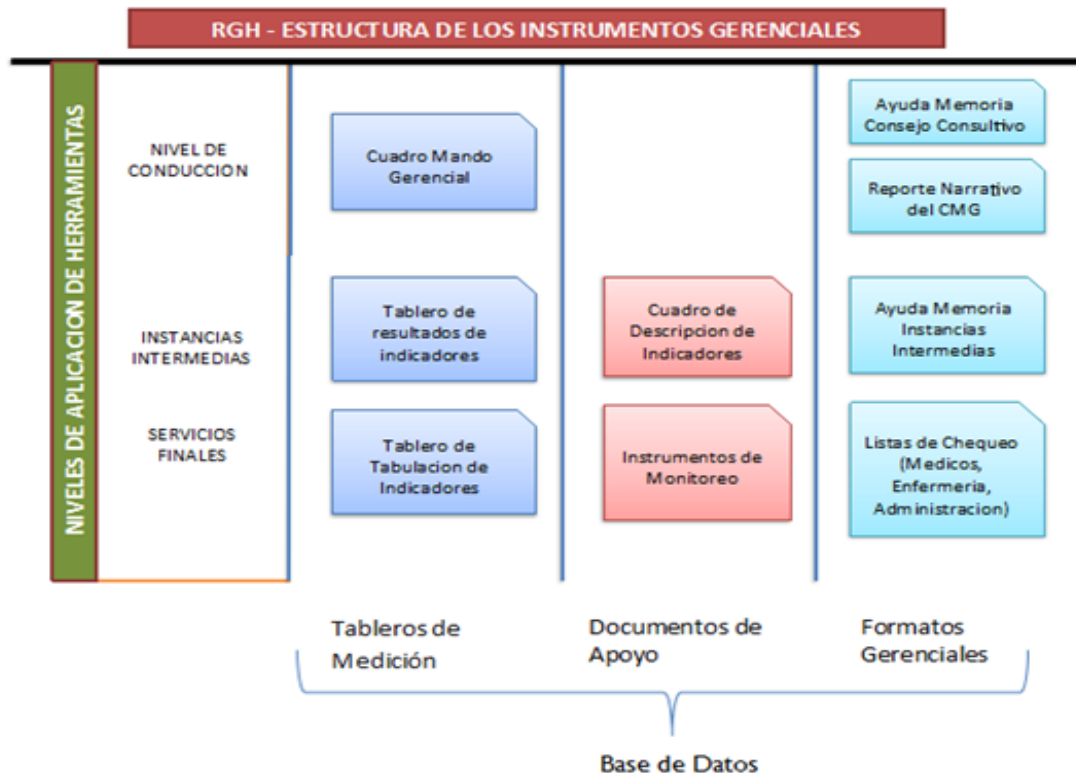 RGH - ESTRUCTURA DE LOS INSTRUMENTOS GERENCIALES
NIVELES DE APLICACION DE HERRAMIENTAS
NIVEL DE
CONDUCCION
Cuadro Mando
Gerencial
Ayuda Memoria
Consejo Consultivo
Reporte Narrativo
del CMG
INSTANCIAS
INTERMEDIAS
Tablero de
resultados de
indicadores
Cuadro de
Descripcion de
Indicadores
Ayuda Memoria
Instancias
Intermedias
SERVICIOS
FINALES
Tablero de
Tabulacion de
Indicadores
Instrumentos de
Monitoreo
Listas de Chequeo
(Medicos,
Enfermeria,
Administracion)
Tableros de
Medición
Documentos de
Apoyo
Formatos
Gerenciales
Base de Datos